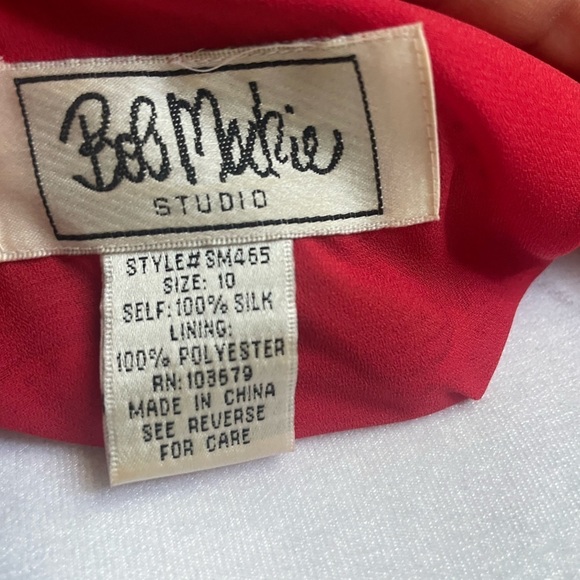 Bob Mackie
STUDIO
STYLE# SM465
SIZE: 10
SELF: 100% SILK
LINING:
100% POLYESTER
RN: 103679
MADE IN CHINA
SEE REVERSE
FOR CARE